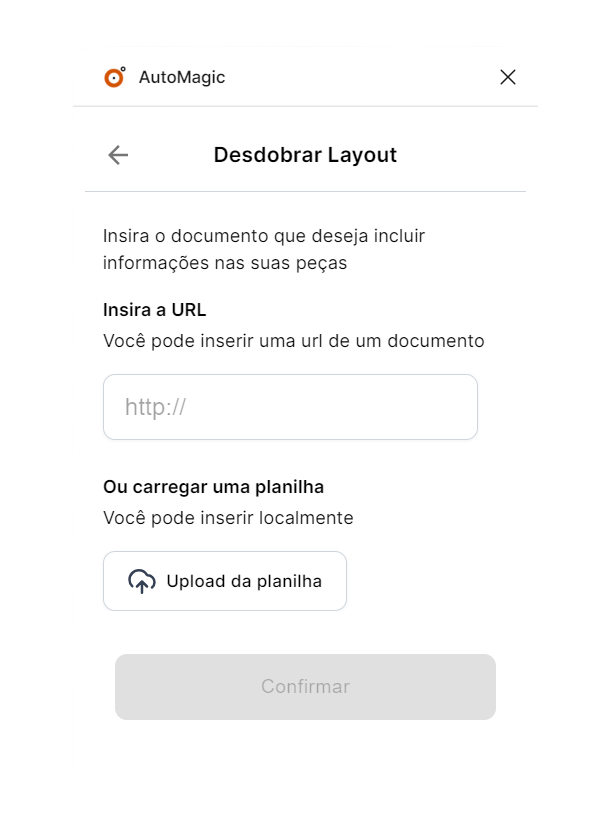 AutoMagic
Desdobrar Layout
Insira o documento que deseja incluir
informações nas suas peças
Insira a URL
Você pode inserir uma url de um documento
http://
Ou carregar uma planilha
Você pode inserir localmente
Upload da planilha
Confirmar